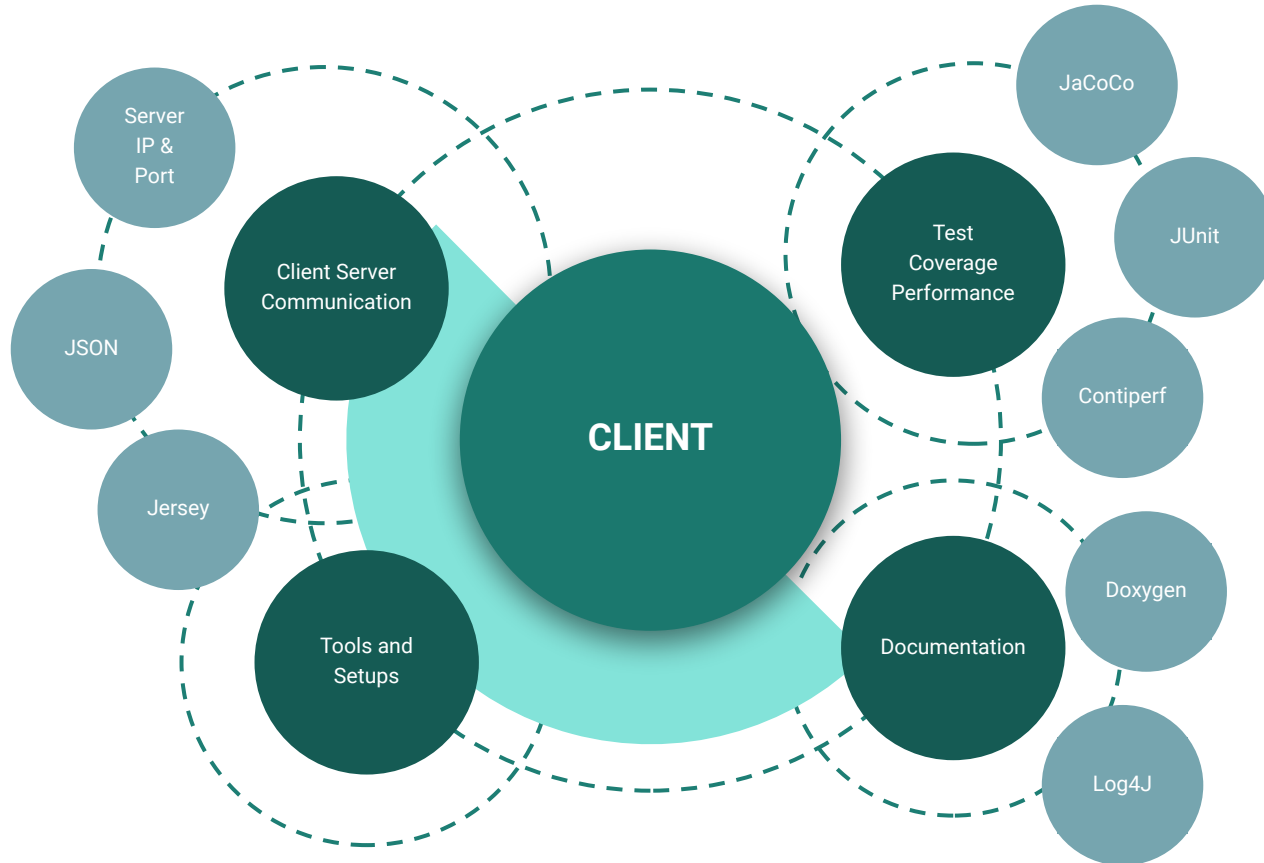 Server
IP &
Port
JSON
Jersey
Client Server
Communication
Tools and
Setups
CLIENT
Test
Coverage
Performance
JaCoCo
JUnit
Contiperf
Documentation
Doxygen
Log4J